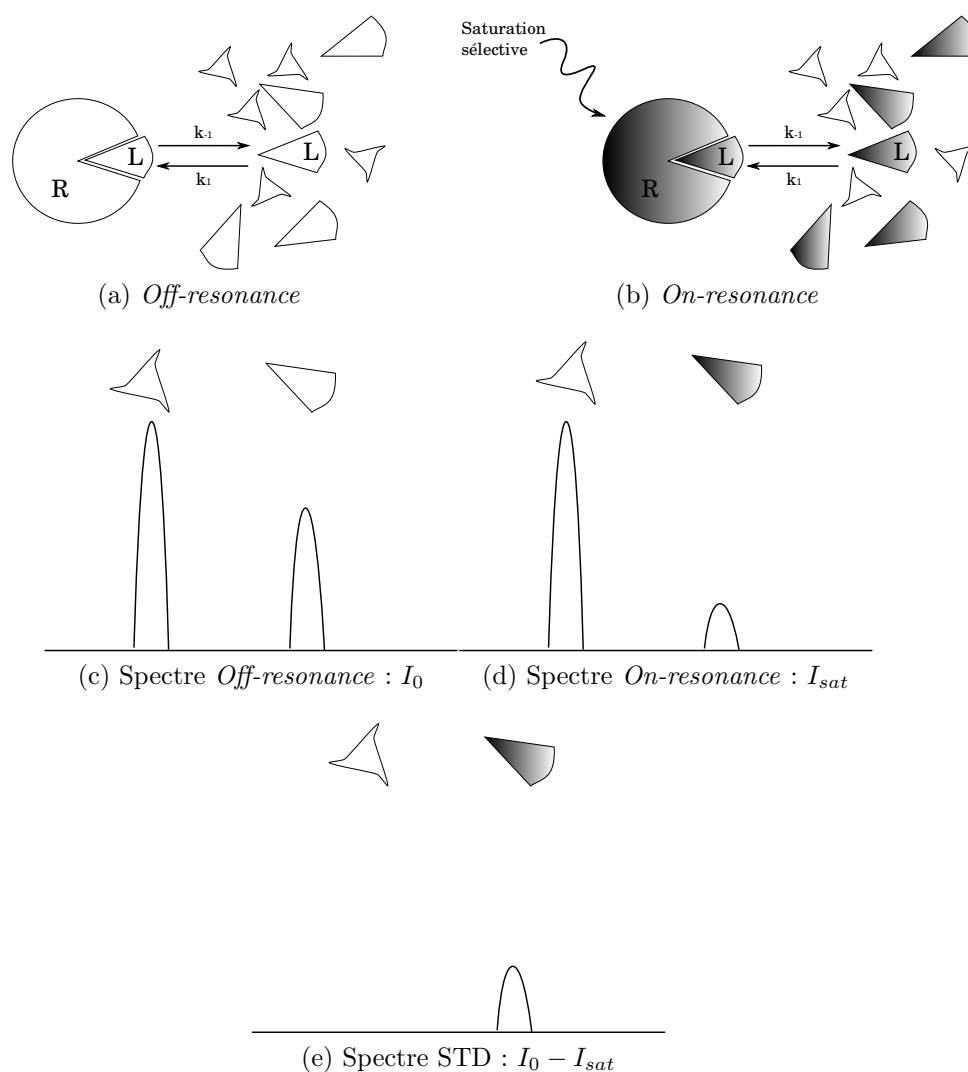 Saturation
sélective
R
L
k-1
k1
L
R
L
k-1
k1
L
(a) Off-resonance
(b) On-resonance
(c) Spectre Off-resonance : I0
(d) Spectre On-resonance : Isat
(e) Spectre STD : I0 − Isat